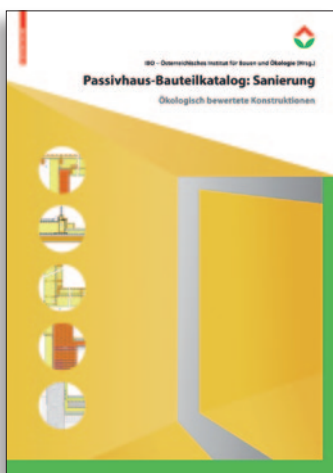 IBO – Österreichisches Institut für Bauen und Ökologie (Hrsg.)
Passivhaus-Bauteilkatalog: Sanierung
Ökologisch bewertete Konstruktionen